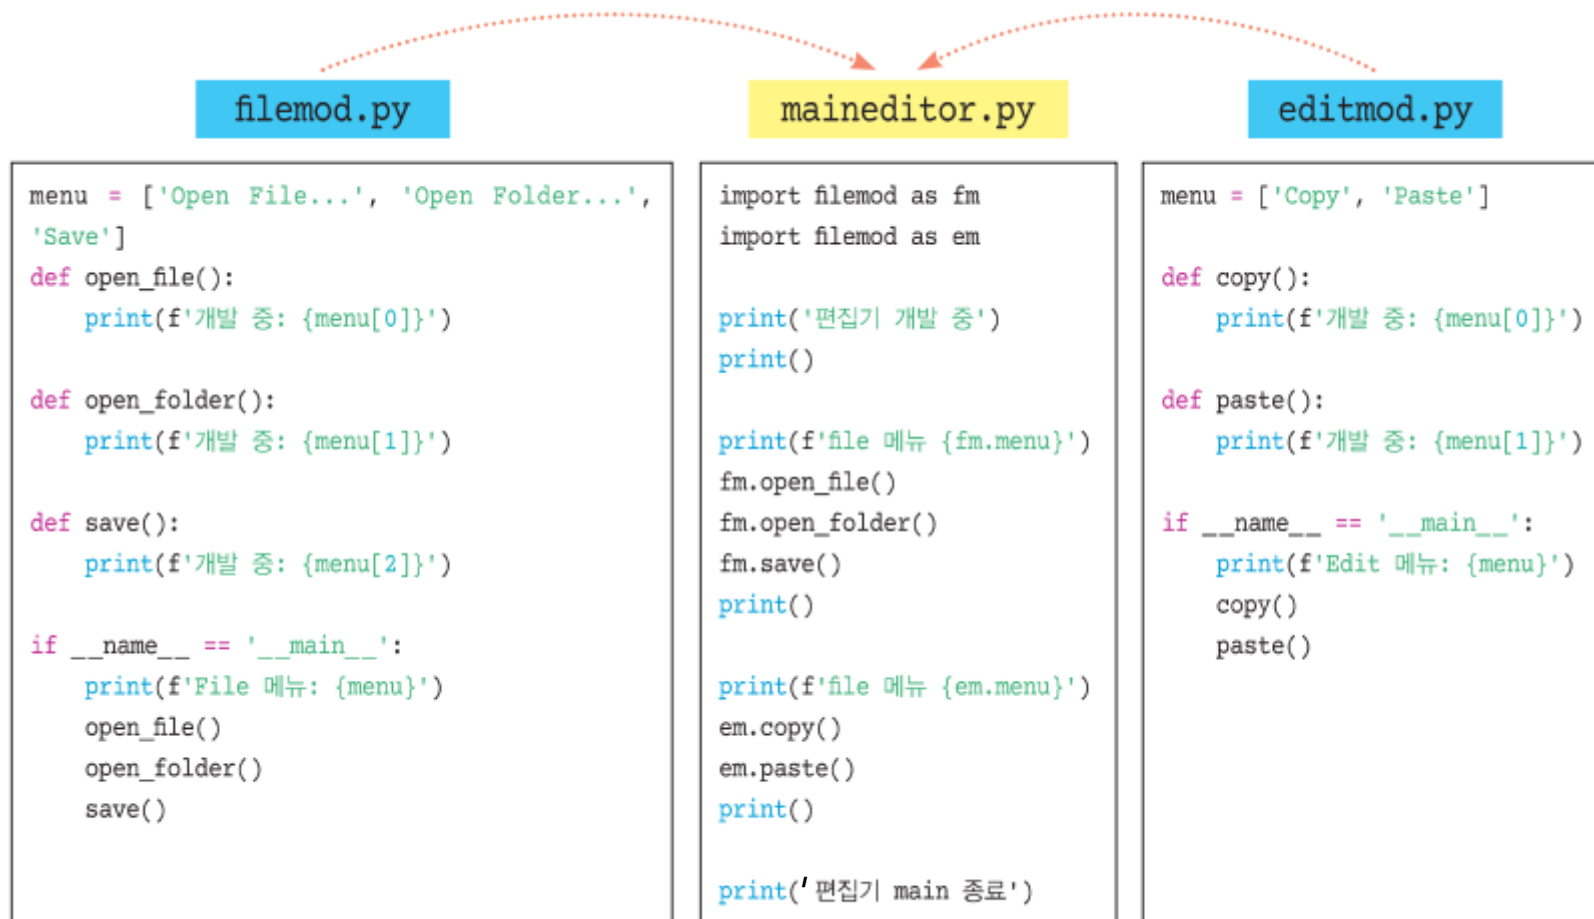 filemod.py
menu = ['Open File...', 'Open Folder...',
'Save']
def open_file():
    print(f'개발 중: {menu[0]}')
def open_folder():
    print(f'개발 중: {menu[1]}')
def save():
    print(f'개발 중: {menu[2]}')
if __name__ == '__main__':
    print(f'File 메뉴: {menu}')
    open_file()
    open_folder()
    save()
maineditor.py
import filemod as fm
import filemod as em
print('편집기 개발 중')
print()
print(f'file 메뉴 {fm.menu}')
fm.open_file()
fm.open_folder()
fm.save()
print()
print(f'file 메뉴 {em.menu}')
em.copy()
em.paste()
print()
print('편집기 main 종료')
editmod.py
menu = ['Copy', 'Paste']
def copy():
    print(f'개발 중: {menu[0]}')
def paste():
    print(f'개발 중: {menu[1]}')
if __name__ == '__main__':
    print(f'Edit 메뉴: {menu}')
    copy()
    paste()